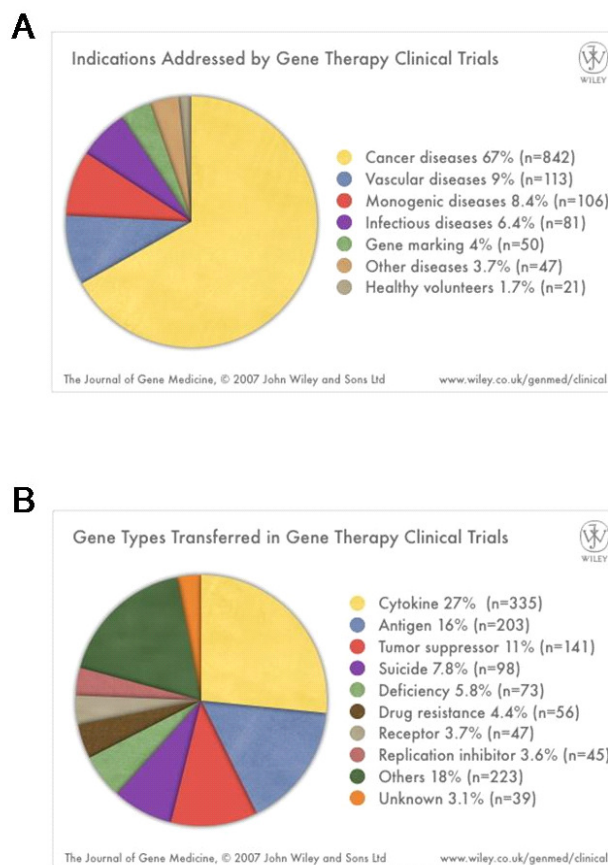 A
Indications Addressed by Gene Therapy Clinical Trials
WILEY
Cancer diseases 67% (n=842)
Vascular diseases 9% (n=113)
Monogenic diseases 8.4% (n=106)
Infectious diseases 6.4% (n=81)
Gene marking 4% (n=50)
Other diseases 3.7% (n=47)
Healthy volunteers 1.7% (n=21)
The Journal of Gene Medicine, © 2007 John Wiley and Sons Ltd www.wiley.co.uk/genmed/clinical
B
Gene Types Transferred in Gene Therapy Clinical Trials
WILEY
Cytokine 27% (n=335)
Antigen 16% (n=203)
Tumor suppressor 11% (n=141)
Suicide 7.8% (n=98)
Deficiency 5.8% (n=73)
Drug resistance 4.4% (n=56)
Receptor 3.7% (n=47)
Replication inhibitor 3.6% (n=45)
Others 18% (n=223)
Unknown 3.1% (n=39)
The Journal of Gene Medicine, © 2007 John Wiley and Sons Ltd www.wiley.co.uk/genmed/clinical